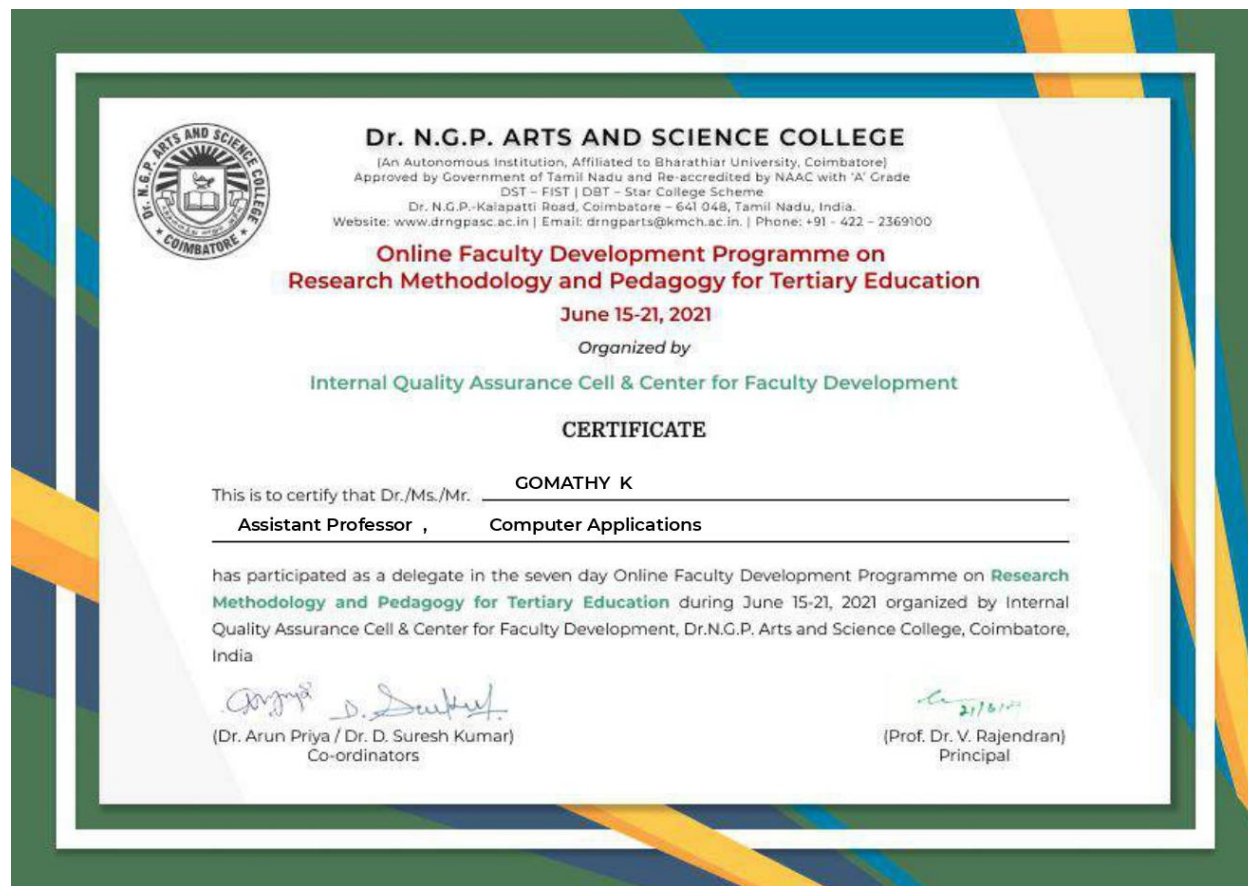 Dr. N.G.P. ARTS AND SCIENCE COLLEGE
COIMBATORE
Dr. N.G.P. ARTS AND SCIENCE COLLEGE
(An Autonomous Institution, Affiliated to Bharathiar University, Coimbatore)
Approved by Government of Tamil Nadu and Re-accredited by NAAC with 'A' Grade
DST – FIST | DBT – Star College Scheme
Dr. N.G.P.-Kalapatti Road, Coimbatore – 641 048, Tamil Nadu, India.
Website: www.drngpasc.ac.in | Email: drngparts@kmch.ac.in. | Phone: +91 - 422 – 2369100
Online Faculty Development Programme on
Research Methodology and Pedagogy for Tertiary Education
June 15-21, 2021
Organized by
Internal Quality Assurance Cell & Center for Faculty Development
CERTIFICATE
This is to certify that Dr./Ms./Mr. GOMATHY K
Assistant Professor , Computer Applications
has participated as a delegate in the seven day Online Faculty Development Programme on Research
Methodology and Pedagogy for Tertiary Education during June 15-21, 2021 organized by Internal
Quality Assurance Cell & Center for Faculty Development, Dr.N.G.P. Arts and Science College, Coimbatore,
India
(Dr. Arun Priya / Dr. D. Suresh Kumar)
Co-ordinators
(Prof. Dr. V. Rajendran)
Principal